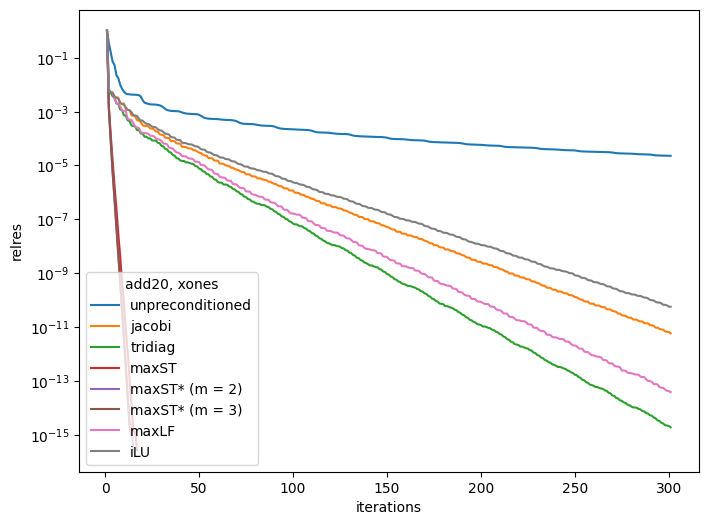 10⁻¹
10⁻³
10⁻⁵
10⁻⁷
10⁻⁹
10⁻¹¹
10⁻¹³
10⁻¹⁵
relres
add20, xones
unpreconditioned
jacobi
tridiag
maxST
maxST* (m = 2)
maxST* (m = 3)
maxLF
iLU
0 50 100 150 200 250 300
iterations